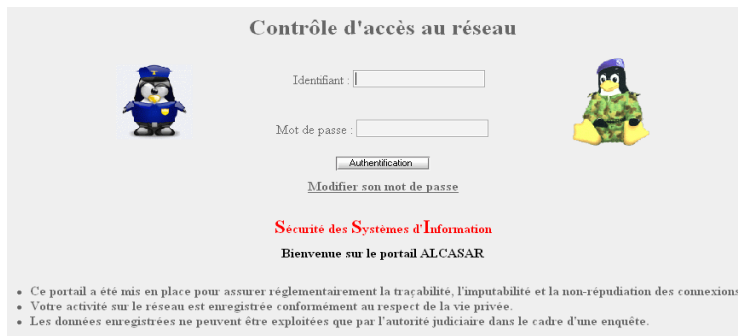 Contrôle d'accès au réseau
Identifiant :
Mot de passe :
Authentification
Modifier son mot de passe
Sécurité des Systèmes d'Information
Bienvenue sur le portail ALCASAR
Ce portail a été mis en place pour assurer réglementairement la traçabilité, l'imputabilité et la non-répudiation des connexions
Votre activité sur le réseau est enregistrée conformément au respect de la vie privée.
Les données enregistrées ne peuvent être exploitées que par l'autorité judiciaire dans le cadre d'une enquête.